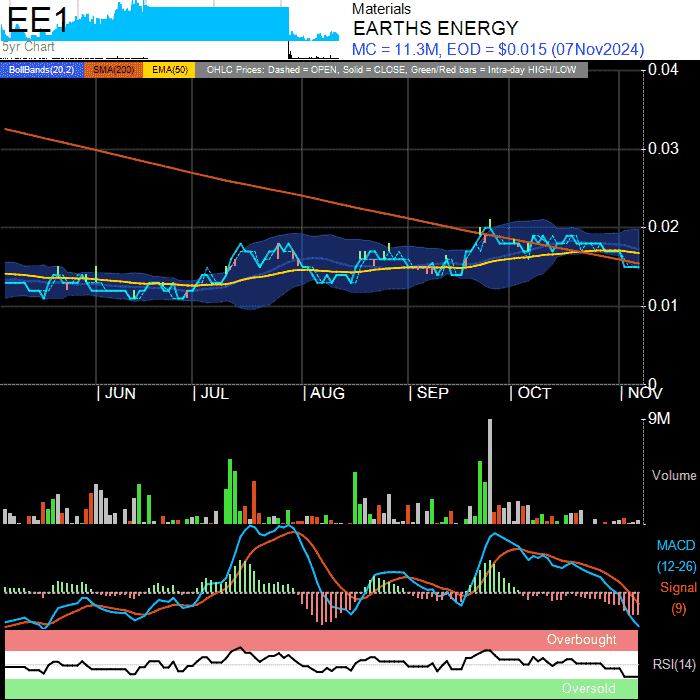 EE1
5yr Chart
Materials
EARTHS ENERGY
MC = 11.3M, EOD = $0.015 (07Nov2024)
BollBands(20,2) SMA(200) EMA(50) OHLC Prices: Dashed = OPEN, Solid = CLOSE, Green/Red bars = Intra-day HIGH/LOW
0.04
0.03
0.02
0.01
0
JUN JUL AUG SEP OCT NOV
9M
Volume
MACD
(12-26)
Signal
(9)
Overbought
RSI(14)
Oversold